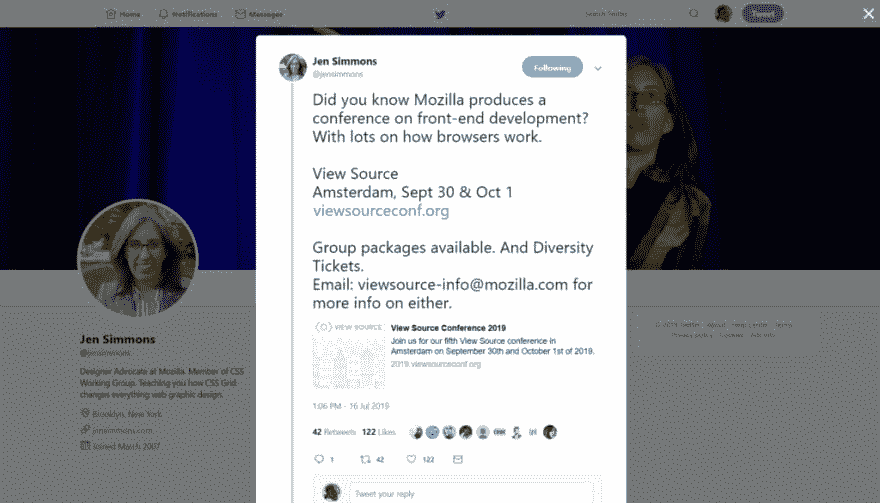 Home Notifications Messages
Search Twitter
Jen Simmons
@jensimmons
Following
Did you know Mozilla produces a
conference on front-end development?
With lots on how browsers work.
View Source
Amsterdam, Sept 30 & Oct 1
viewsourceconf.org
Group packages available. And Diversity
Tickets.
Email: viewsource-info@mozilla.com for
more info on either.
VIEW SOURCE
View Source Conference 2019
Join us for our fifth View Source conference in
Amsterdam on September 30th and October 1st of 2019.
2019.viewsourceconf.org
1:06 PM - 16 Jul 2019
42 Retweets 122 Likes
1 42 122
Tweet your reply
Jen Simmons
@jensimmons
Designer Advocate at Mozilla. Member of CSS
Working Group. Teaching you how CSS Grid
changes everything web graphic design.
Brooklyn, New York
jensimmons.com
Joined March 2007
© 2019 Twitter About Help Center Terms
Privacy policy Cookies Ads info